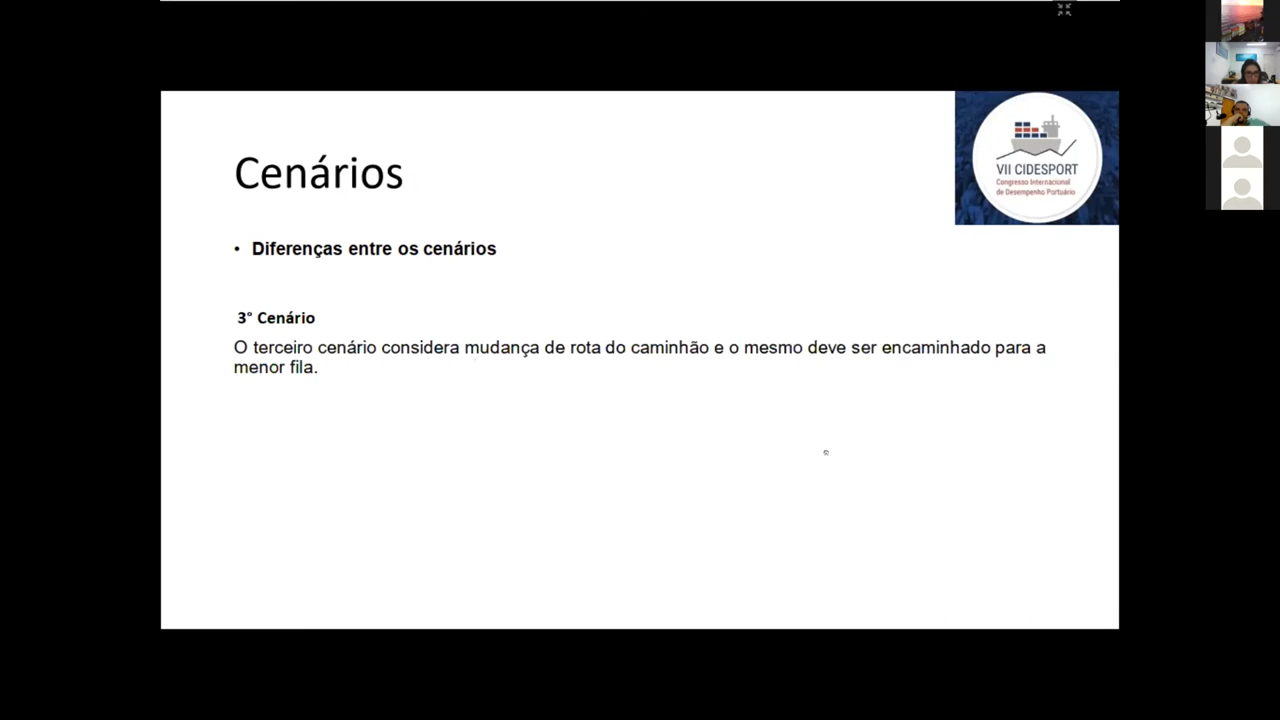 Cenários
VII CIDESPORT
Congresso Internacional
de Desempenho Portuário
• Diferenças entre os cenários
3° Cenário
O terceiro cenário considera mudança de rota do caminhão e o mesmo deve ser encaminhado para a
menor fila.